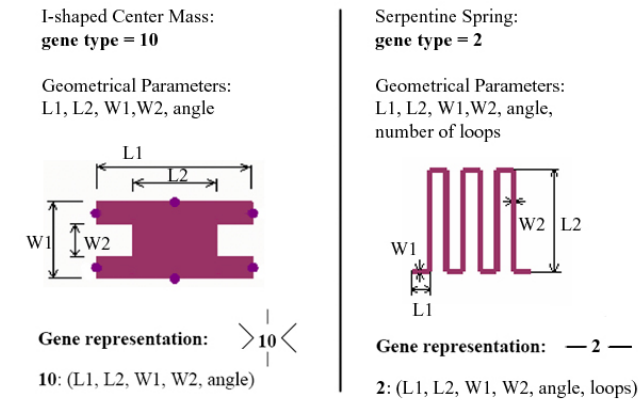 I-shaped Center Mass:
gene type = 10
Geometrical Parameters:
L1, L2, W1,W2, angle
L1
L2
W1
W2
Gene representation:
10
10: (L1, L2, W1, W2, angle)
Serpentine Spring:
gene type = 2
Geometrical Parameters:
L1, L2, W1,W2, angle,
number of loops
W2
L2
W1
L1
Gene representation: — 2 —
2: (L1, L2, W1, W2, angle, loops)